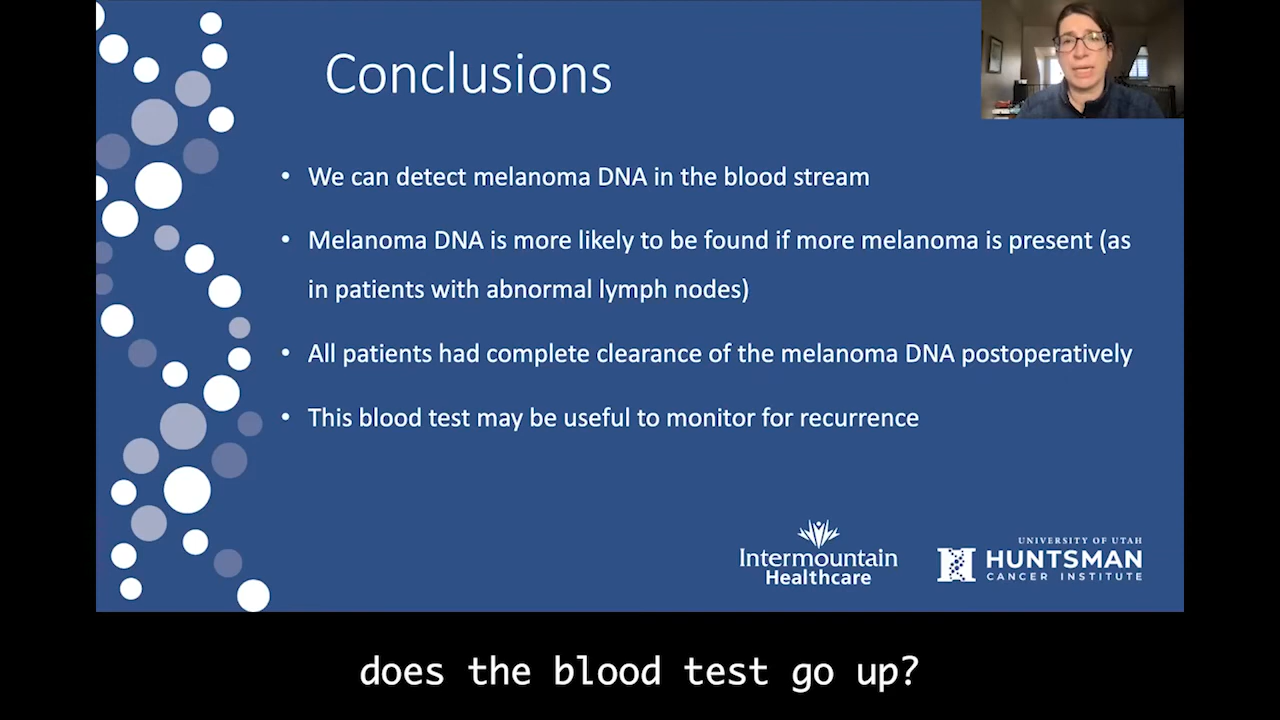 Conclusions
• We can detect melanoma DNA in the blood stream
• Melanoma DNA is more likely to be found if more melanoma is present (as
in patients with abnormal lymph nodes)
• All patients had complete clearance of the melanoma DNA postoperatively
• This blood test may be useful to monitor for recurrence
Intermountain
Healthcare
UNIVERSITY OF UTAH
HUNTSMAN
CANCER INSTITUTE
does the blood test go up?